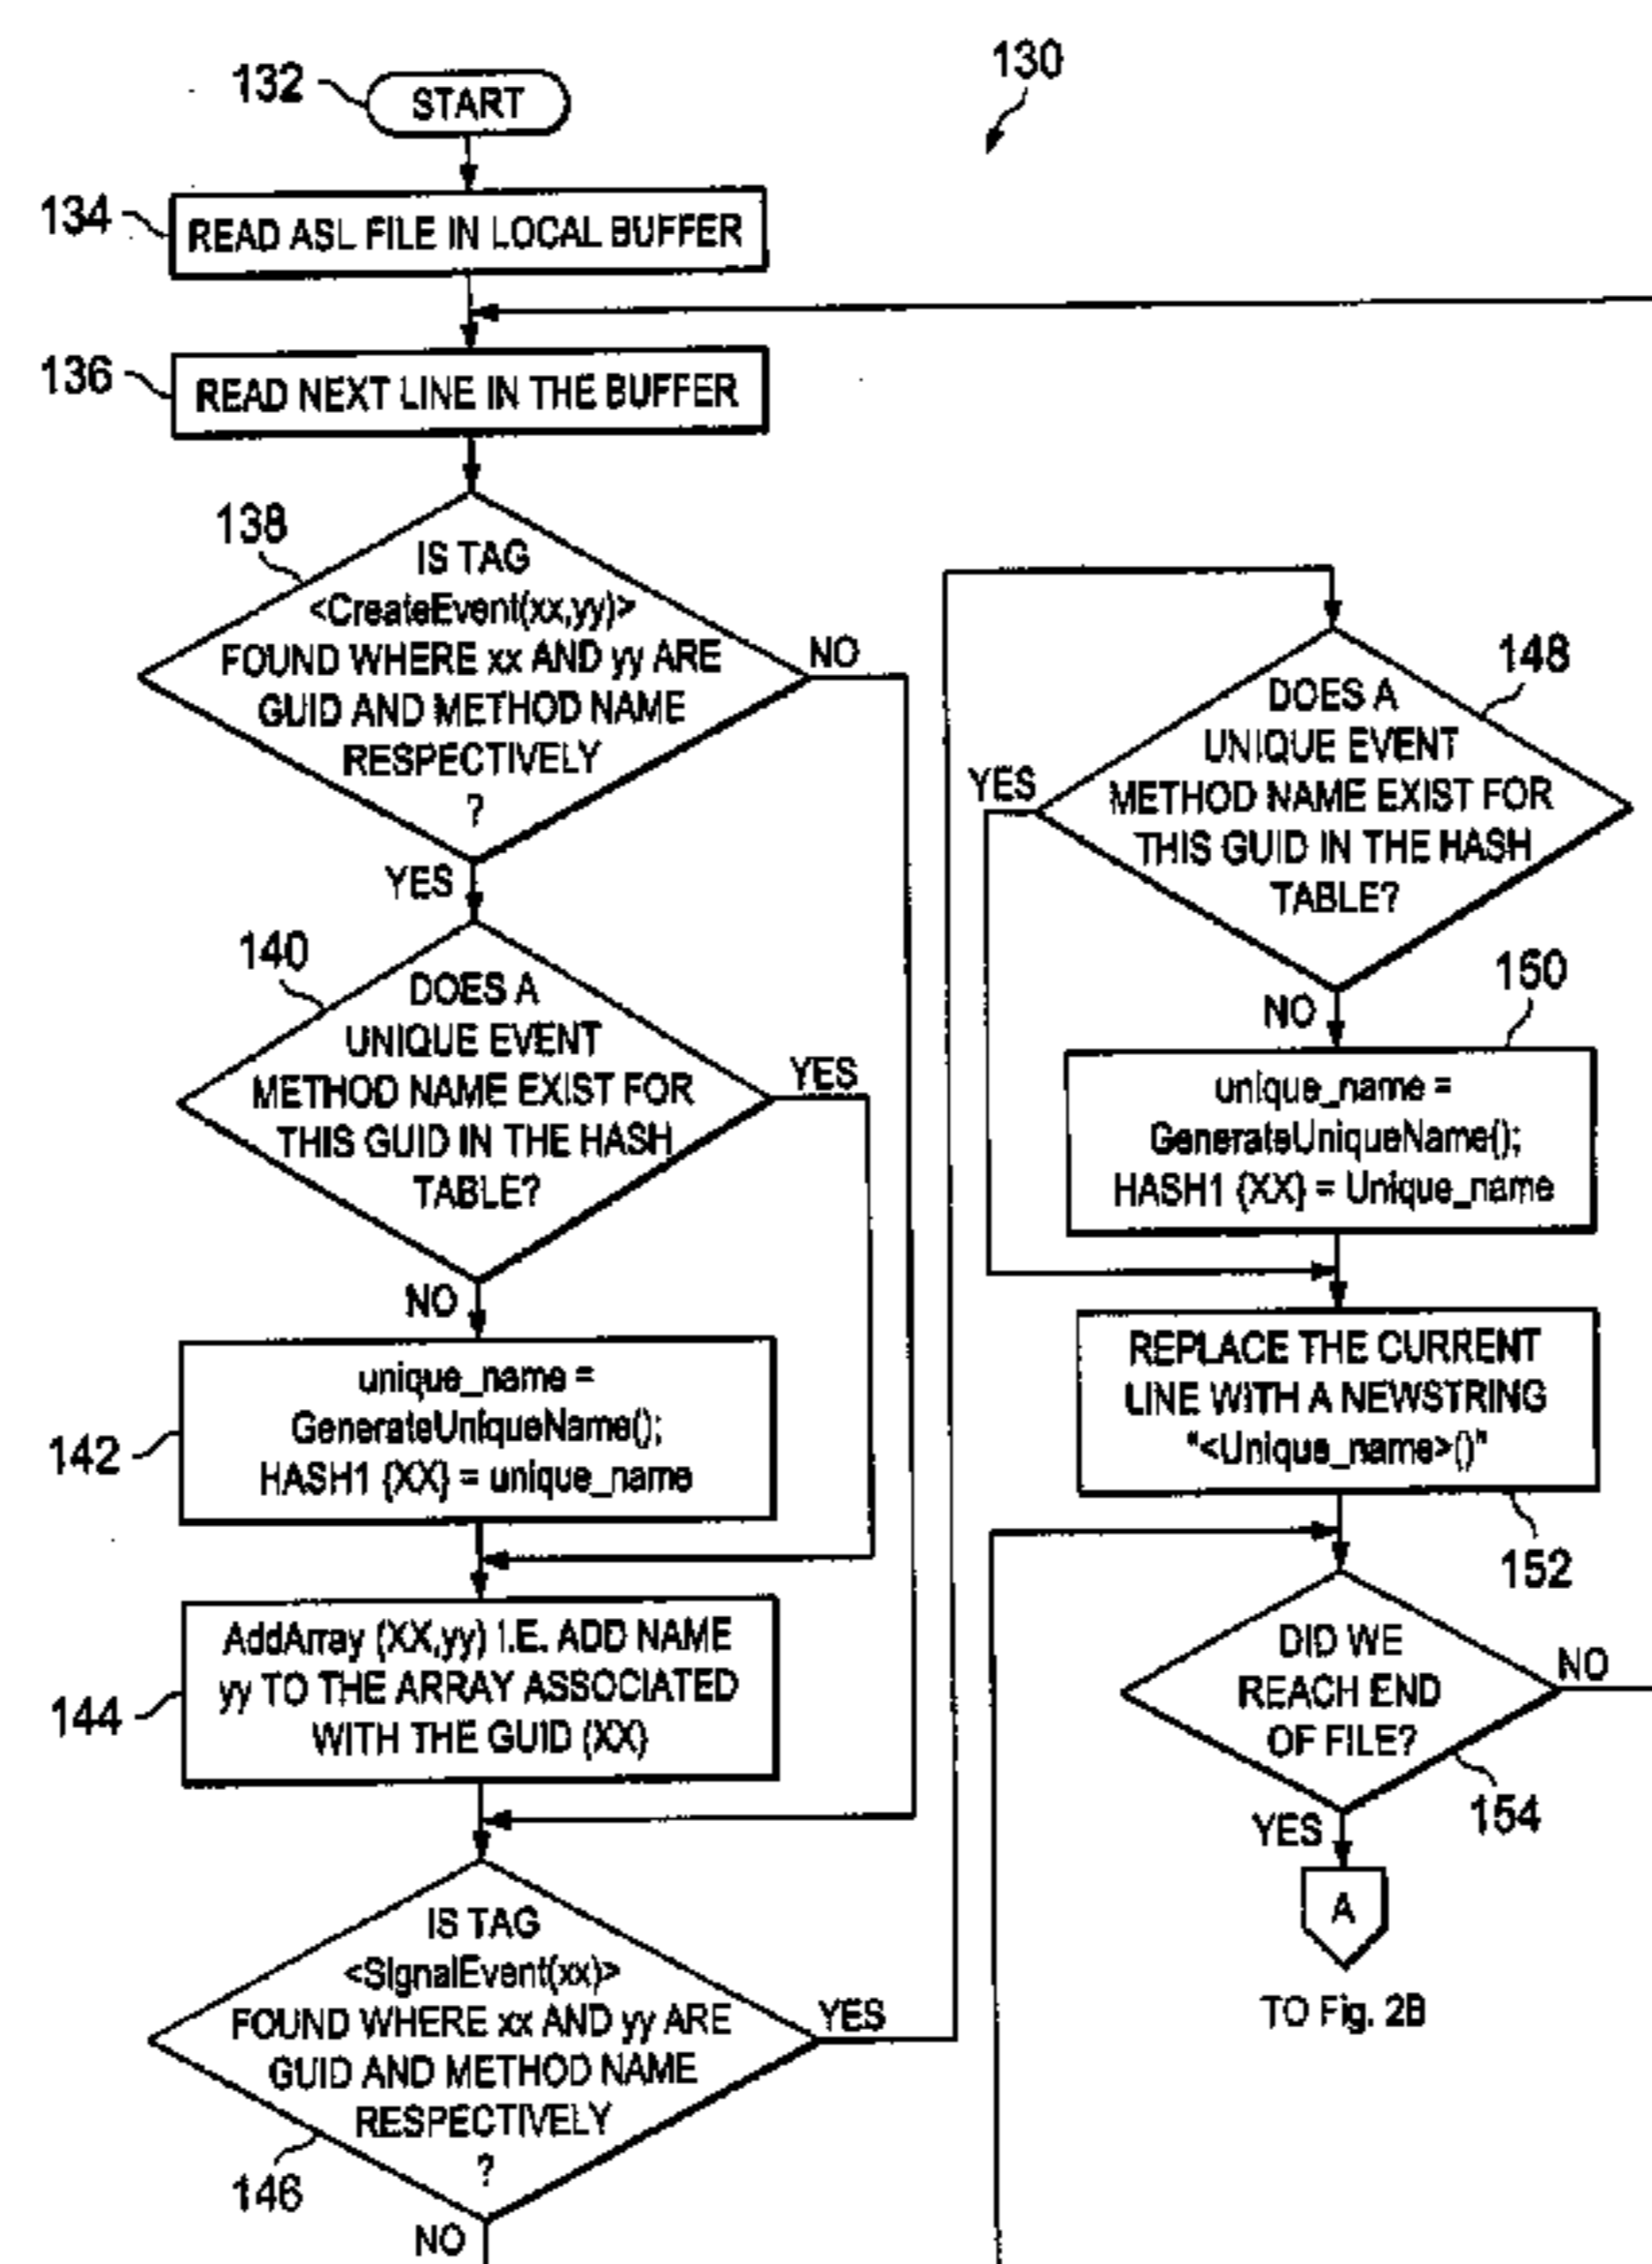 130
132
START
134
READ ASL FILE IN LOCAL BUFFER
136
READ NEXT LINE IN THE BUFFER
138
IS TAG
<CreateEvent(xx,yy)>
FOUND WHERE xx AND yy ARE
GUID AND METHOD NAME
RESPECTIVELY
?
NO
YES
140
DOES A
UNIQUE EVENT
METHOD NAME EXIST FOR
THIS GUID IN THE HASH
TABLE?
YES
NO
142
unique_name =
GenerateUniqueName();
HASH1 {XX} = unique_name
144
AddArray (XX,yy) I.E. ADD NAME
yy TO THE ARRAY ASSOCIATED
WITH THE GUID (XX)
IS TAG
<SignalEvent(xx)>
FOUND WHERE xx AND yy ARE
GUID AND METHOD NAME
RESPECTIVELY
?
146
YES
NO
148
DOES A
UNIQUE EVENT
METHOD NAME EXIST FOR
THIS GUID IN THE HASH
TABLE?
YES
NO
150
unique_name =
GenerateUniqueName();
HASH1 {XX} = Unique_name
REPLACE THE CURRENT
LINE WITH A NEWSTRING
"<Unique_name>()"
152
DID WE
REACH END
OF FILE?
NO
154
YES
A
TO Fig. 2B